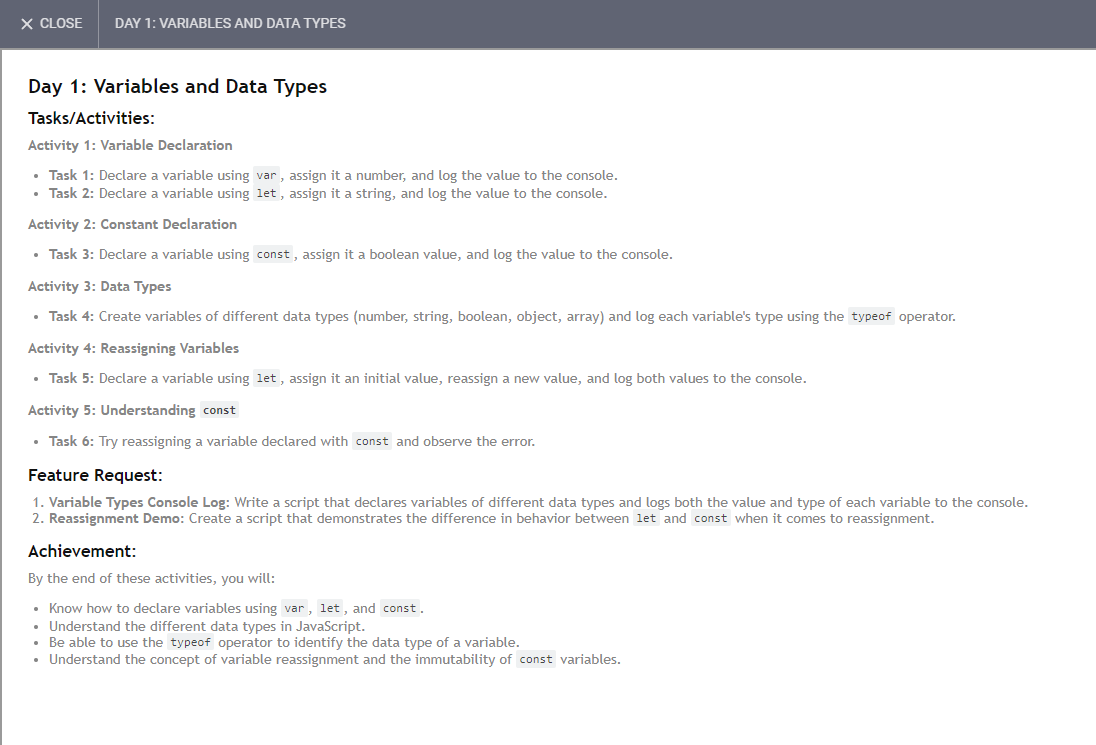 CLOSE DAY 1: VARIABLES AND DATA TYPES
Day 1: Variables and Data Types
Tasks/Activities:
Activity 1: Variable Declaration
• Task 1: Declare a variable using var, assign it a number, and log the value to the console.
• Task 2: Declare a variable using let, assign it a string, and log the value to the console.
Activity 2: Constant Declaration
• Task 3: Declare a variable using const, assign it a boolean value, and log the value to the console.
Activity 3: Data Types
• Task 4: Create variables of different data types (number, string, boolean, object, array) and log each variable's type using the typeof operator.
Activity 4: Reassigning Variables
• Task 5: Declare a variable using let, assign it an initial value, reassign a new value, and log both values to the console.
Activity 5: Understanding const
• Task 6: Try reassigning a variable declared with const and observe the error.
Feature Request:
1. Variable Types Console Log: Write a script that declares variables of different data types and logs both the value and type of each variable to the console.
2. Reassignment Demo: Create a script that demonstrates the difference in behavior between let and const when it comes to reassignment.
Achievement:
By the end of these activities, you will:
• Know how to declare variables using var, let, and const.
• Understand the different data types in JavaScript.
• Be able to use the typeof operator to identify the data type of a variable.
• Understand the concept of variable reassignment and the immutability of const variables.